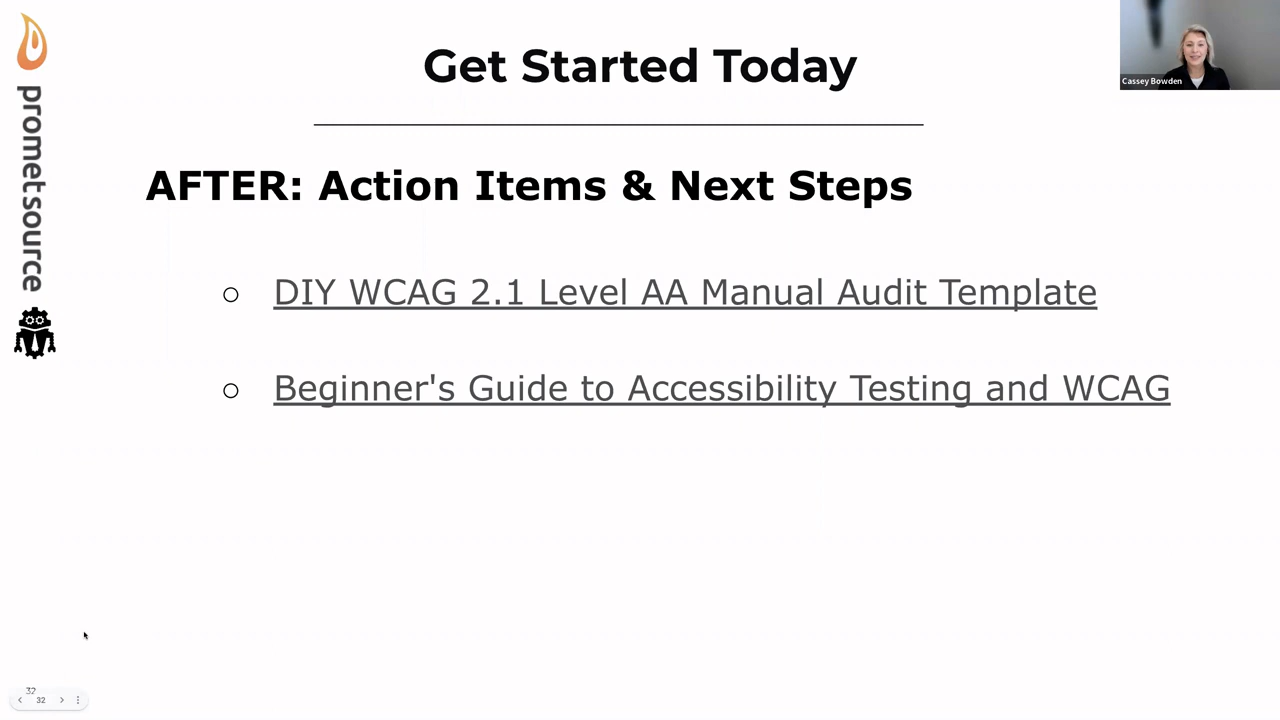 Get Started Today
Cassey Bowden
prometsource
AFTER: Action Items & Next Steps
DIY WCAG 2.1 Level AA Manual Audit Template
Beginner's Guide to Accessibility Testing and WCAG
32
32